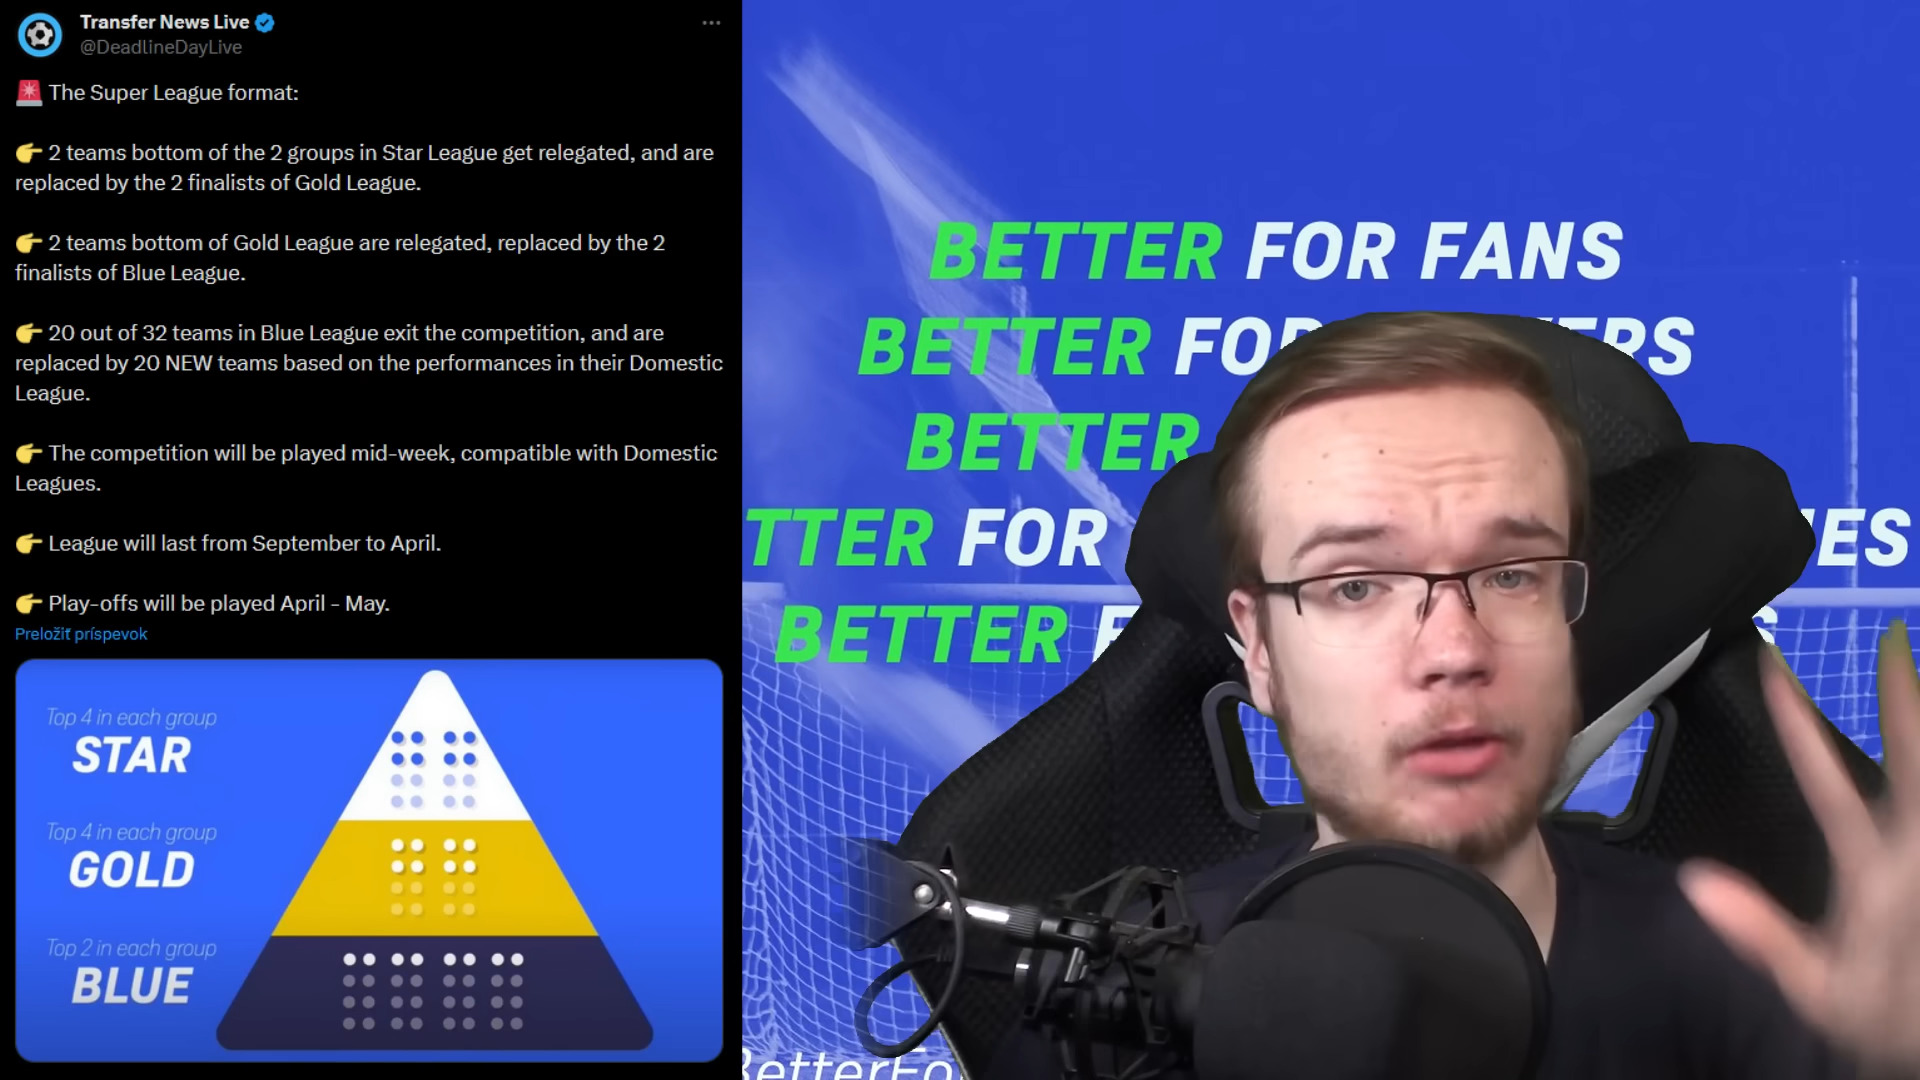 Transfer News Live
@DeadlineDayLive
The Super League format:
2 teams bottom of the 2 groups in Star League get relegated, and are
replaced by the 2 finalists of Gold League.
2 teams bottom of Gold League are relegated, replaced by the 2
finalists of Blue League.
20 out of 32 teams in Blue League exit the competition, and are
replaced by 20 NEW teams based on the performances in their Domestic
League.
The competition will be played mid-week, compatible with Domestic
Leagues.
League will last from September to April.
Play-offs will be played April - May.
Preložiť príspevok
Top 4 in each group
STAR
Top 4 in each group
GOLD
Top 2 in each group
BLUE
BETTER FOR FANS
BETTER
BETTER
FOR
BETTER